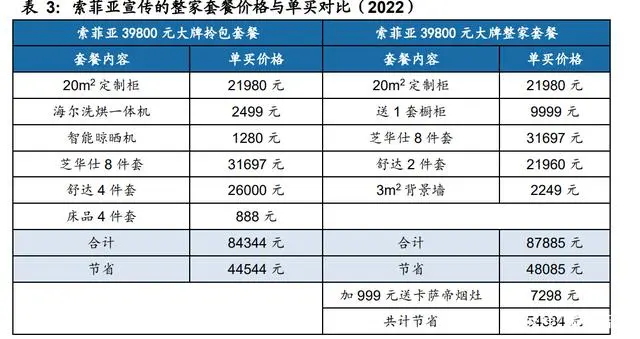 表 3：索菲亚宣传的整家套餐价格与单买对比（2022）
索菲亚 39800 元大牌拎包套餐 索菲亚 39800 元大牌整家套餐
套餐内容 单买价格 套餐内容 单买价格
20m² 定制柜 21980 元 20m² 定制柜 21980 元
海尔洗烘一体机 2499 元 送 1 套橱柜 9999 元
智能晾晒机 1280 元 芝华仕 8 件套 31697 元
芝华仕 8 件套 31697 元 舒达 2 件套 21960 元
舒达 4 件套 26000 元 3m² 背景墙 2249 元
床品 4 件套 888 元
合计 84344 元 合计 87885 元
节省 44544 元 节省 48085 元
加 999 元送卡萨帝烟灶 7298 元
共计节省 54384 元